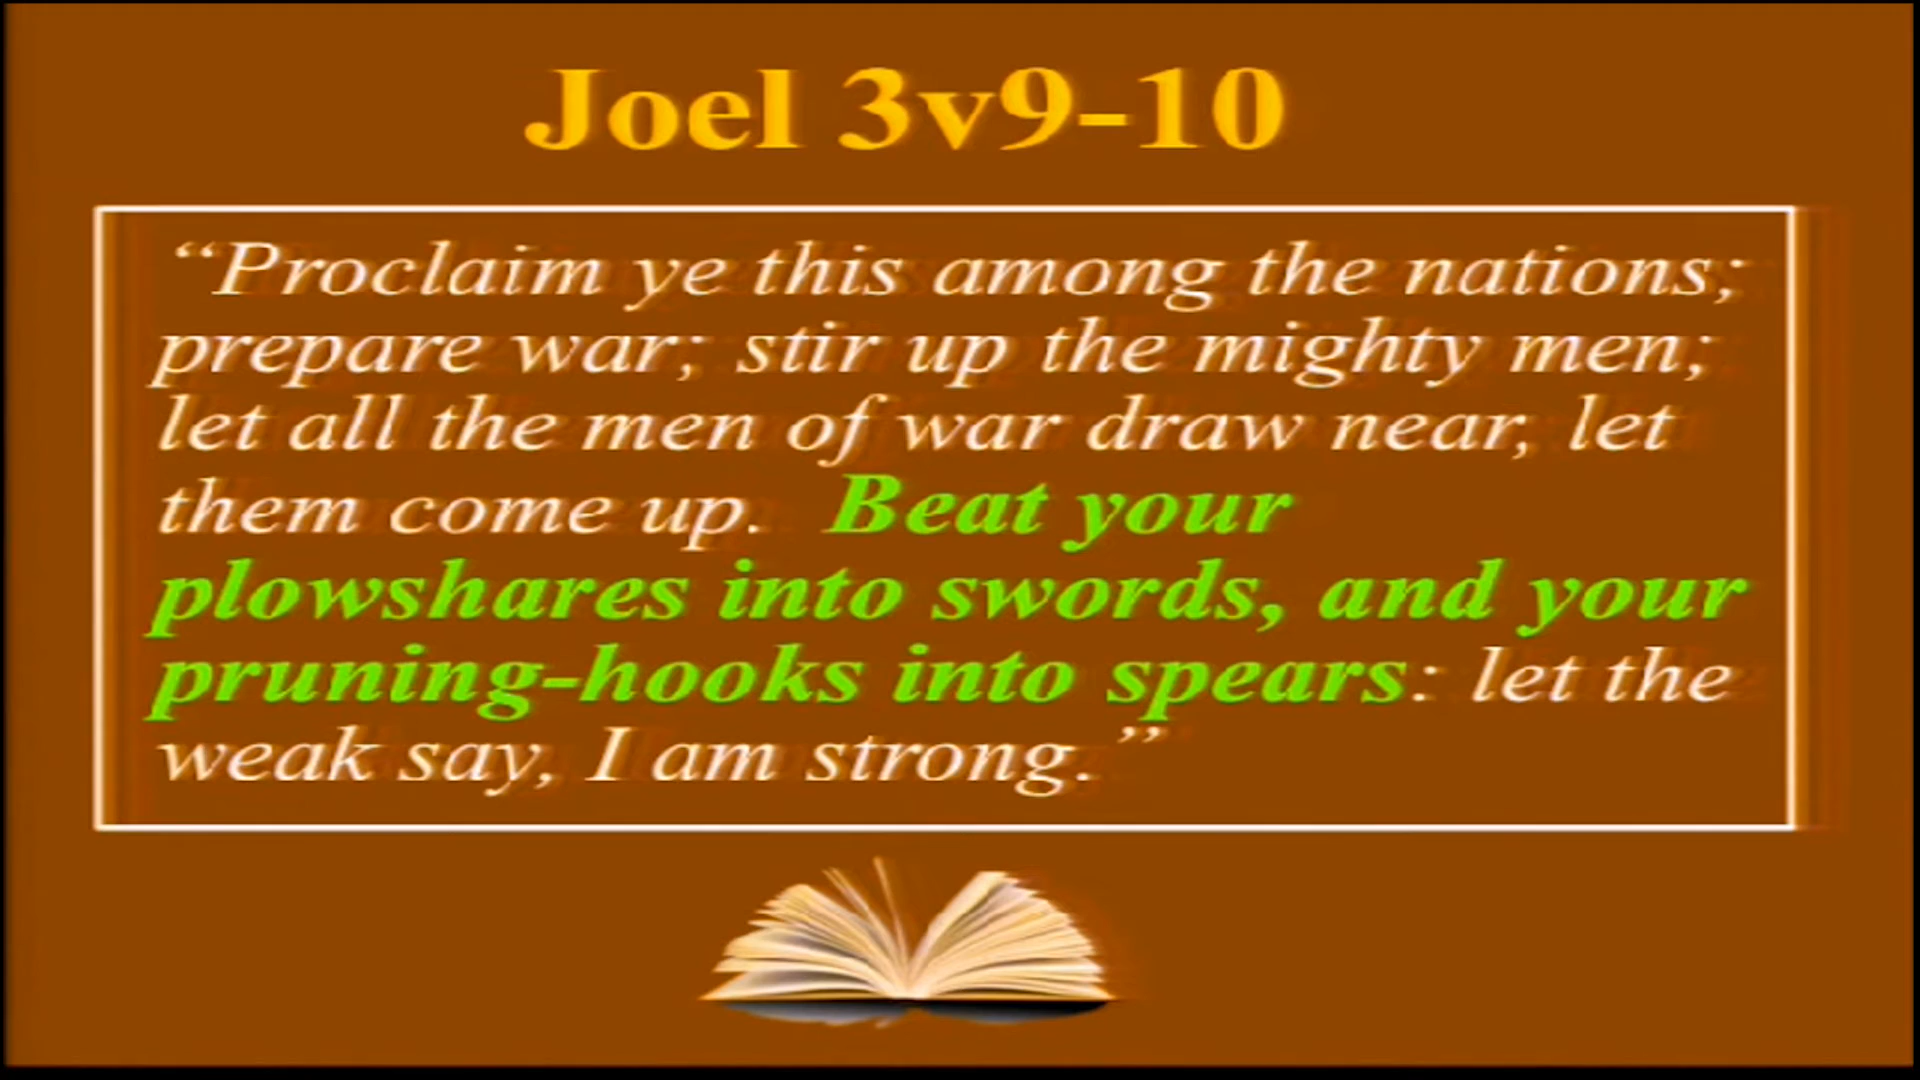 Joel 3v9-10
“Proclaim ye this among the nations;
prepare war; stir up the mighty men;
let all the men of war draw near, let
them come up.  Beat your
plowshares into swords, and your
pruning-hooks into spears: let the
weak say, I am strong.”